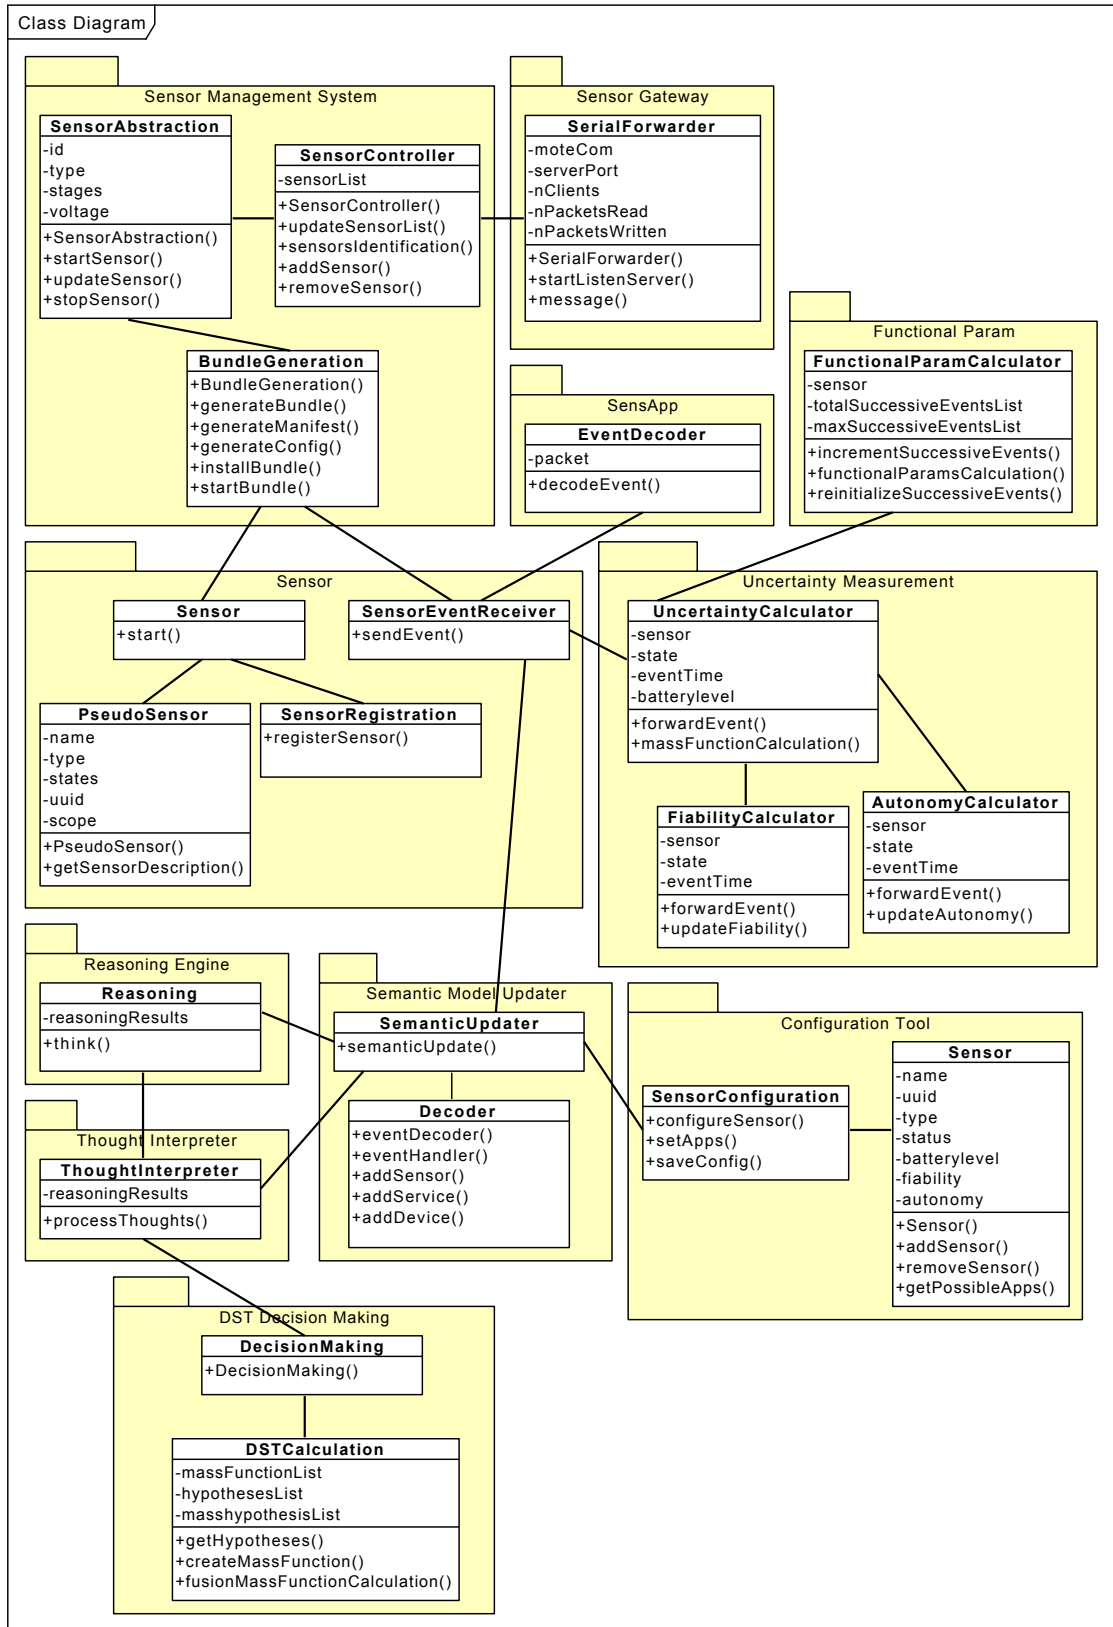 Class Diagram
Sensor Management System
SensorAbstraction
-id
-type
-stages
-voltage
+SensorAbstraction()
+startSensor()
+updateSensor()
+stopSensor()
SensorController
-sensorList
+SensorController()
+updateSensorList()
+sensorsIdentification()
+addSensor()
+removeSensor()
BundleGeneration
+BundleGeneration()
+generateBundle()
+generateManifest()
+generateConfig()
+installBundle()
+startBundle()
Sensor Gateway
SerialForwarder
-moteCom
-serverPort
-nClients
-nPacketsRead
-nPacketsWritten
+SerialForwarder()
+startListenServer()
+message()
Functional Param
FunctionalParamCalculator
-sensor
-totalSuccessiveEventsList
-maxSuccessiveEventsList
+incrementSuccessiveEvents()
+functionalParamsCalculation()
+reinitializeSuccessiveEvents()
SensApp
EventDecoder
-packet
+decodeEvent()
Sensor
Sensor
+start()
SensorEventReceiver
+sendEvent()
PseudoSensor
-name
-type
-states
-uuid
-scope
+PseudoSensor()
+getSensorDescription()
SensorRegistration
+registerSensor()
Uncertainty Measurement
UncertaintyCalculator
-sensor
-state
-eventTime
-batterylevel
+forwardEvent()
+massFunctionCalculation()
FiabilityCalculator
-sensor
-state
-eventTime
+forwardEvent()
+updateFiability()
AutonomyCalculator
-sensor
-state
-eventTime
+forwardEvent()
+updateAutonomy()
Reasoning Engine
Reasoning
-reasoningResults
+think()
Semantic Model Updater
SemanticUpdater
+semanticUpdate()
Decoder
+eventDecoder()
+eventHandler()
+addSensor()
+addService()
+addDevice()
Configuration Tool
SensorConfiguration
+configureSensor()
+setApps()
+saveConfig()
Sensor
-name
-uuid
-type
-status
-batterylevel
-fiability
-autonomy
+Sensor()
+addSensor()
+removeSensor()
+getPossibleApps()
Thought Interpreter
ThoughtInterpreter
-reasoningResults
+processThoughts()
DST Decision Making
DecisionMaking
+DecisionMaking()
DSTCalculation
-massFunctionList
-hypothesesList
-masshypothesisList
+getHypotheses()
+createMassFunction()
+fusionMassFunctionCalculation()